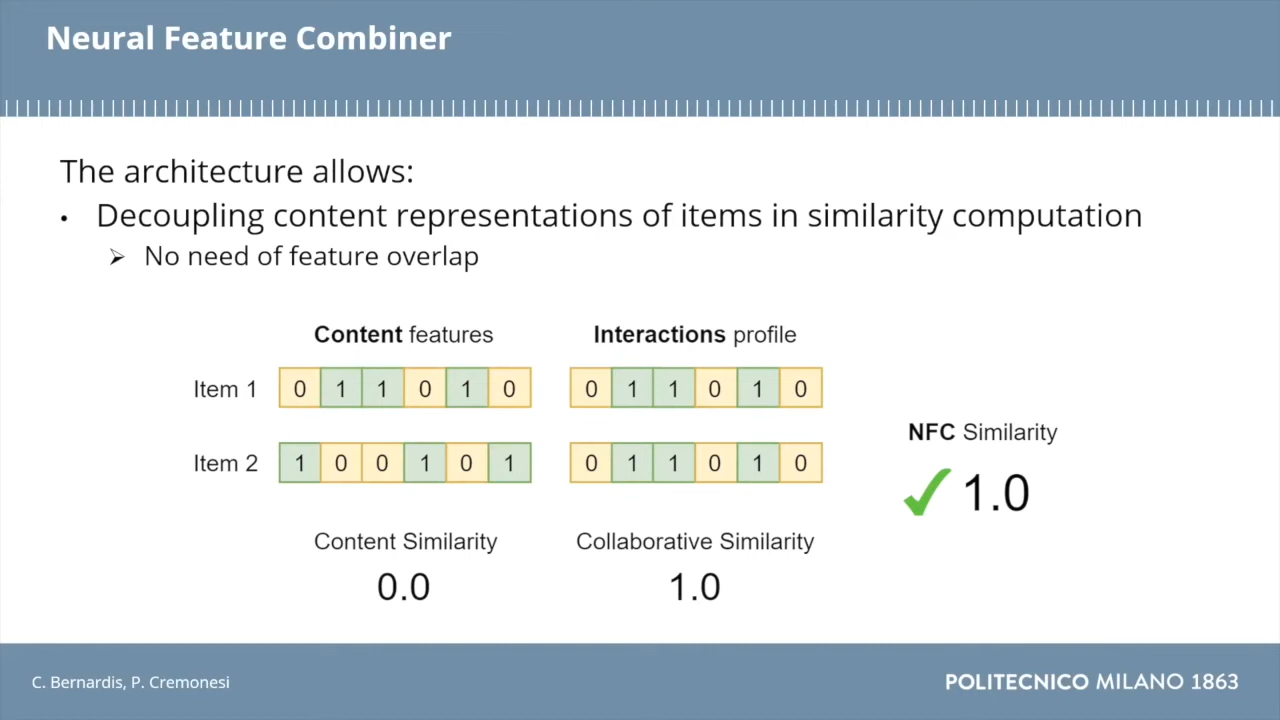 Neural Feature Combiner
The architecture allows:
• Decoupling content representations of items in similarity computation
➢ No need of feature overlap
Content features Interactions profile
Item 1 0 1 1 0 1 0 0 1 1 0 1 0
NFC Similarity
Item 2 1 0 0 1 0 1 0 1 1 0 1 0
✓ 1.0
Content Similarity Collaborative Similarity
0.0 1.0
C. Bernardis, P. Cremonesi
POLITECNICO MILANO 1863